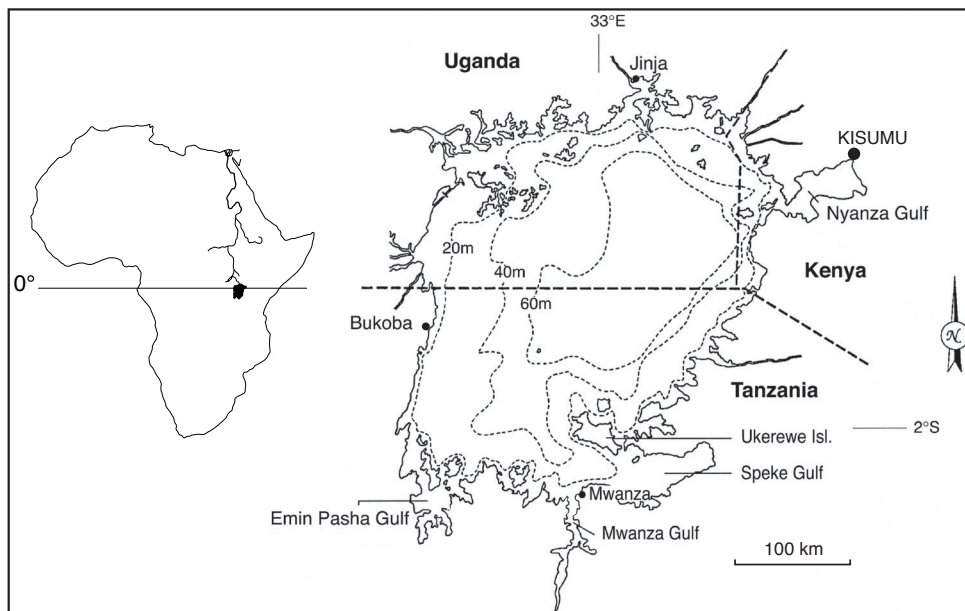 33°E
Uganda
Jinja
KISUMU
Nyanza Gulf
20m
40m
60m
Kenya
0°
Bukoba
N
Tanzania
Ukerewe Isl.
2°S
Speke Gulf
Mwanza
Emin Pasha Gulf
Mwanza Gulf
100 km